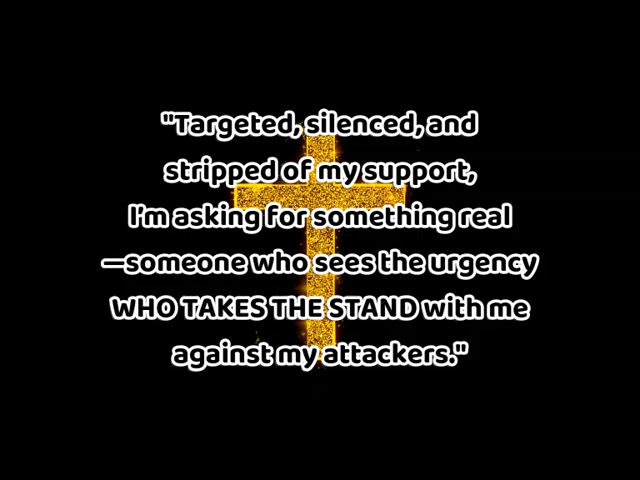 "Targeted, silenced, and
stripped of my support,
I'm asking for something real
—someone who sees the urgency
WHO TAKES THE STAND with me
against my attackers."